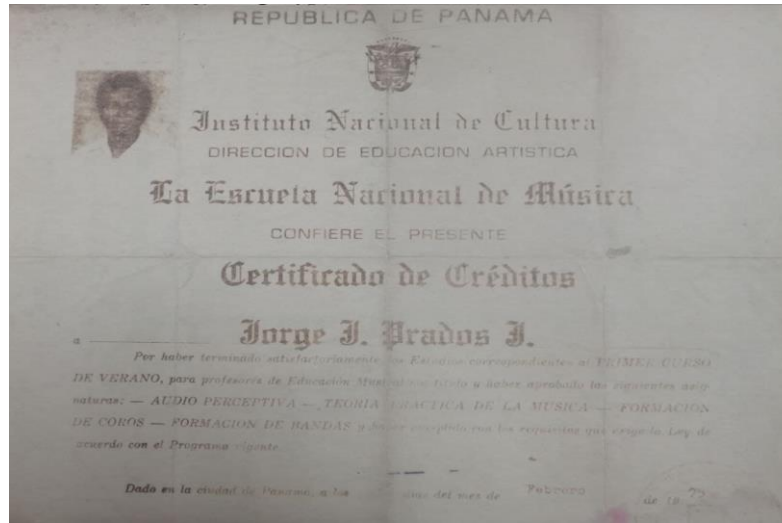 REPUBLICA DE PANAMA
Instituto Nacional de Cultura
DIRECCION DE EDUCACION ARTISTICA
La Escuela Nacional de Música
CONFIERE EL PRESENTE
Certificado de Créditos
a Jorge J. Prados J.
Por haber terminado satisfactoriamente los Estudios correspondientes al PRIMER CURSO
DE VERANO, para profesores de Educación Musical sin título y haber aprobado las siguientes asig-
naturas: — AUDIO PERCEPTIVA — TEORIA PRACTICA DE LA MUSICA — FORMACION
DE COROS — FORMACION DE BANDAS y haber cumplido con los requisitos que exige la Ley de
acuerdo con el Programa vigente.
Dado en la ciudad de Panamá, a los días del mes de Febrero de 19